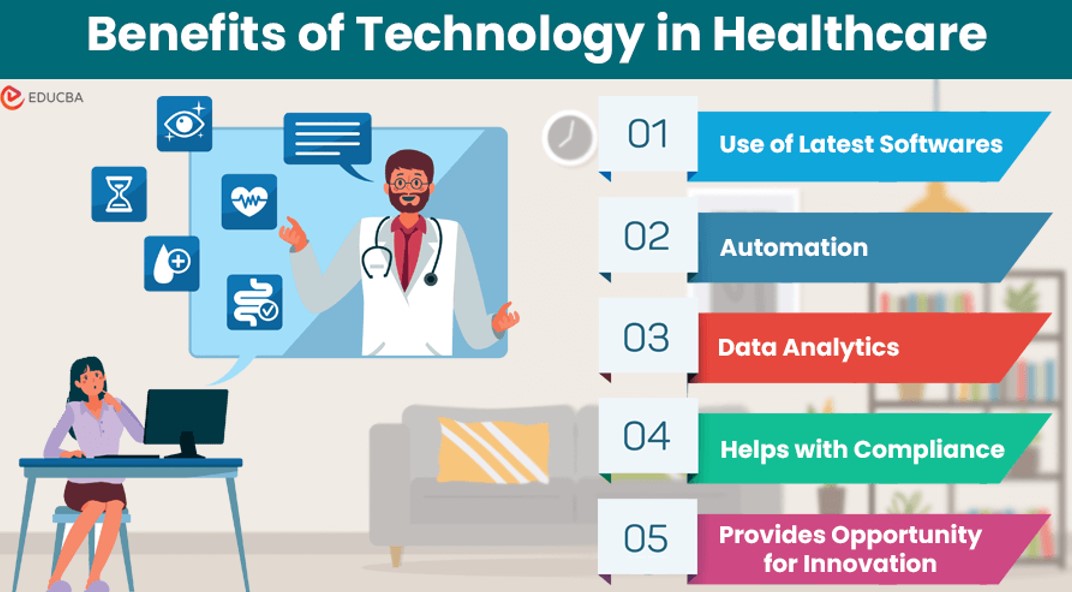 Benefits of Technology in Healthcare
EDUCBA
01
Use of Latest Softwares
02
Automation
03
Data Analytics
04
Helps with Compliance
05
Provides Opportunity
for Innovation